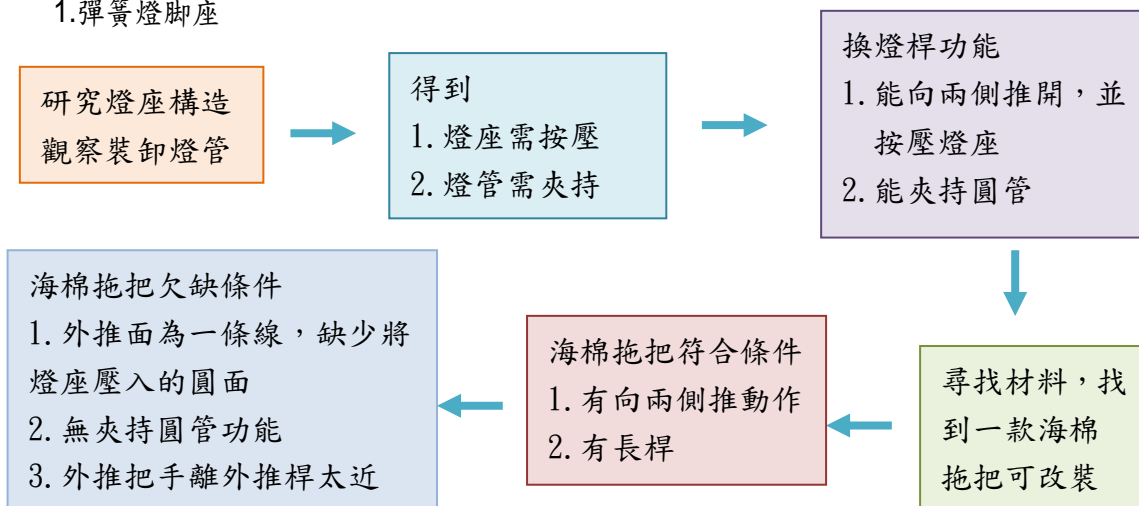 1.彈簧燈脚座
研究燈座構造
觀察裝卸燈管
得到
1.燈座需按壓
2.燈管需夾持
換燈桿功能
1.能向兩側推開，並
按壓燈座
2.能夾持圓管
尋找材料，找
到一款海棉
拖把可改裝
海棉拖把符合條件
1.有向兩側推動作
2.有長桿
海棉拖把欠缺條件
1.外推面為一條線，缺少將
燈座壓入的圓面
2.無夾持圓管功能
3.外推把手離外推桿太近